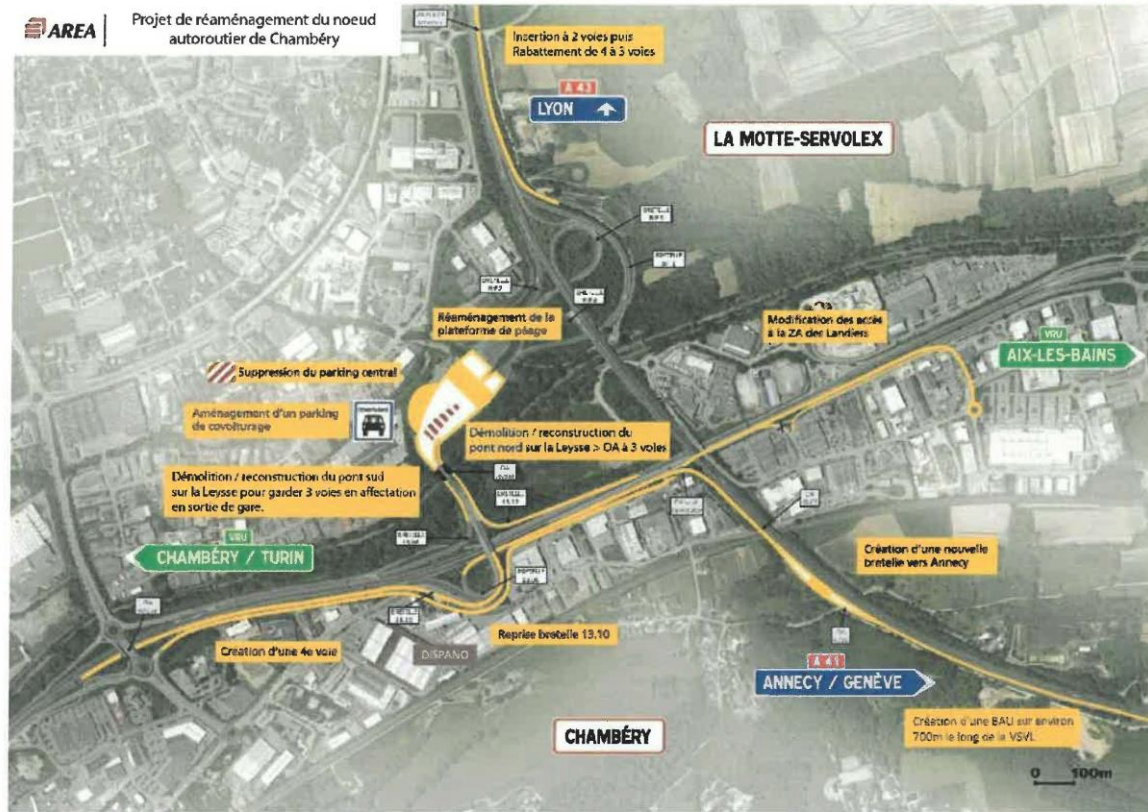 AREA
Projet de réaménagement du noeud
autoroutier de Chambéry
Insertion à 2 voies puis
Rabattement de 4 à 3 voies
A 43
LYON
LA MOTTE-SERVOLEX
Réaménagement de la
plateforme de péage
Modification des accès
à la ZA des Landiers
VRU
AIX-LES-BAINS
Suppression du parking central
Aménagement d'un parking
de covoiturage
Démolition / reconstruction du
pont nord sur la Leysse > OA à 3 voies
Démolition / reconstruction du pont sud
sur la Leysse pour garder 3 voies en affectation
en sortie de gare.
VRU
CHAMBÉRY / TURIN
Création d'une nouvelle
bretelle vers Annecy
Création d'une 4e voie
Reprise bretelle 13.10
DISPANO
A 41
ANNECY / GENÈVE
CHAMBÉRY
Création d'une BAU sur environ
700m le long de la VSVL
0 100m